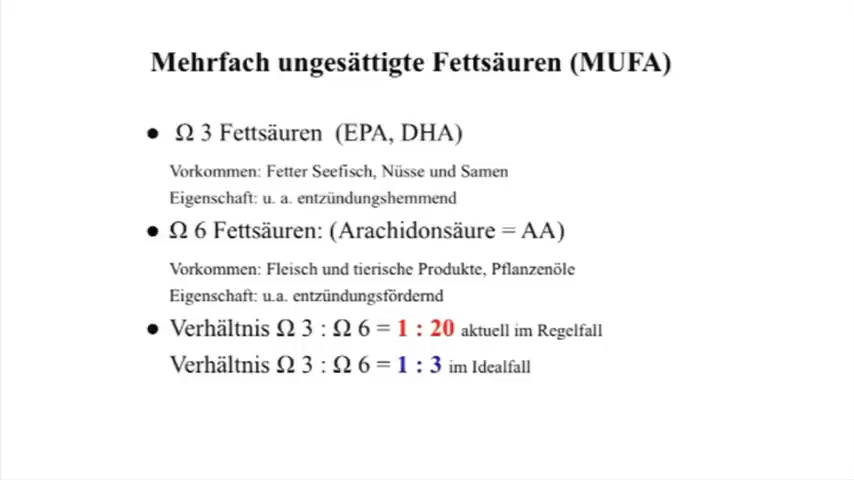 Mehrfach ungesättigte Fettsäuren (MUFA)
● Ω 3 Fettsäuren (EPA, DHA)
Vorkommen: Fetter Seefisch, Nüsse und Samen
Eigenschaft: u. a. entzündungshemmend
● Ω 6 Fettsäuren: (Arachidonsäure = AA)
Vorkommen: Fleisch und tierische Produkte, Pflanzenöle
Eigenschaft: u.a. entzündungsfördernd
● Verhältnis Ω 3 : Ω 6 = 1 : 20 aktuell im Regelfall
Verhältnis Ω 3 : Ω 6 = 1 : 3 im Idealfall